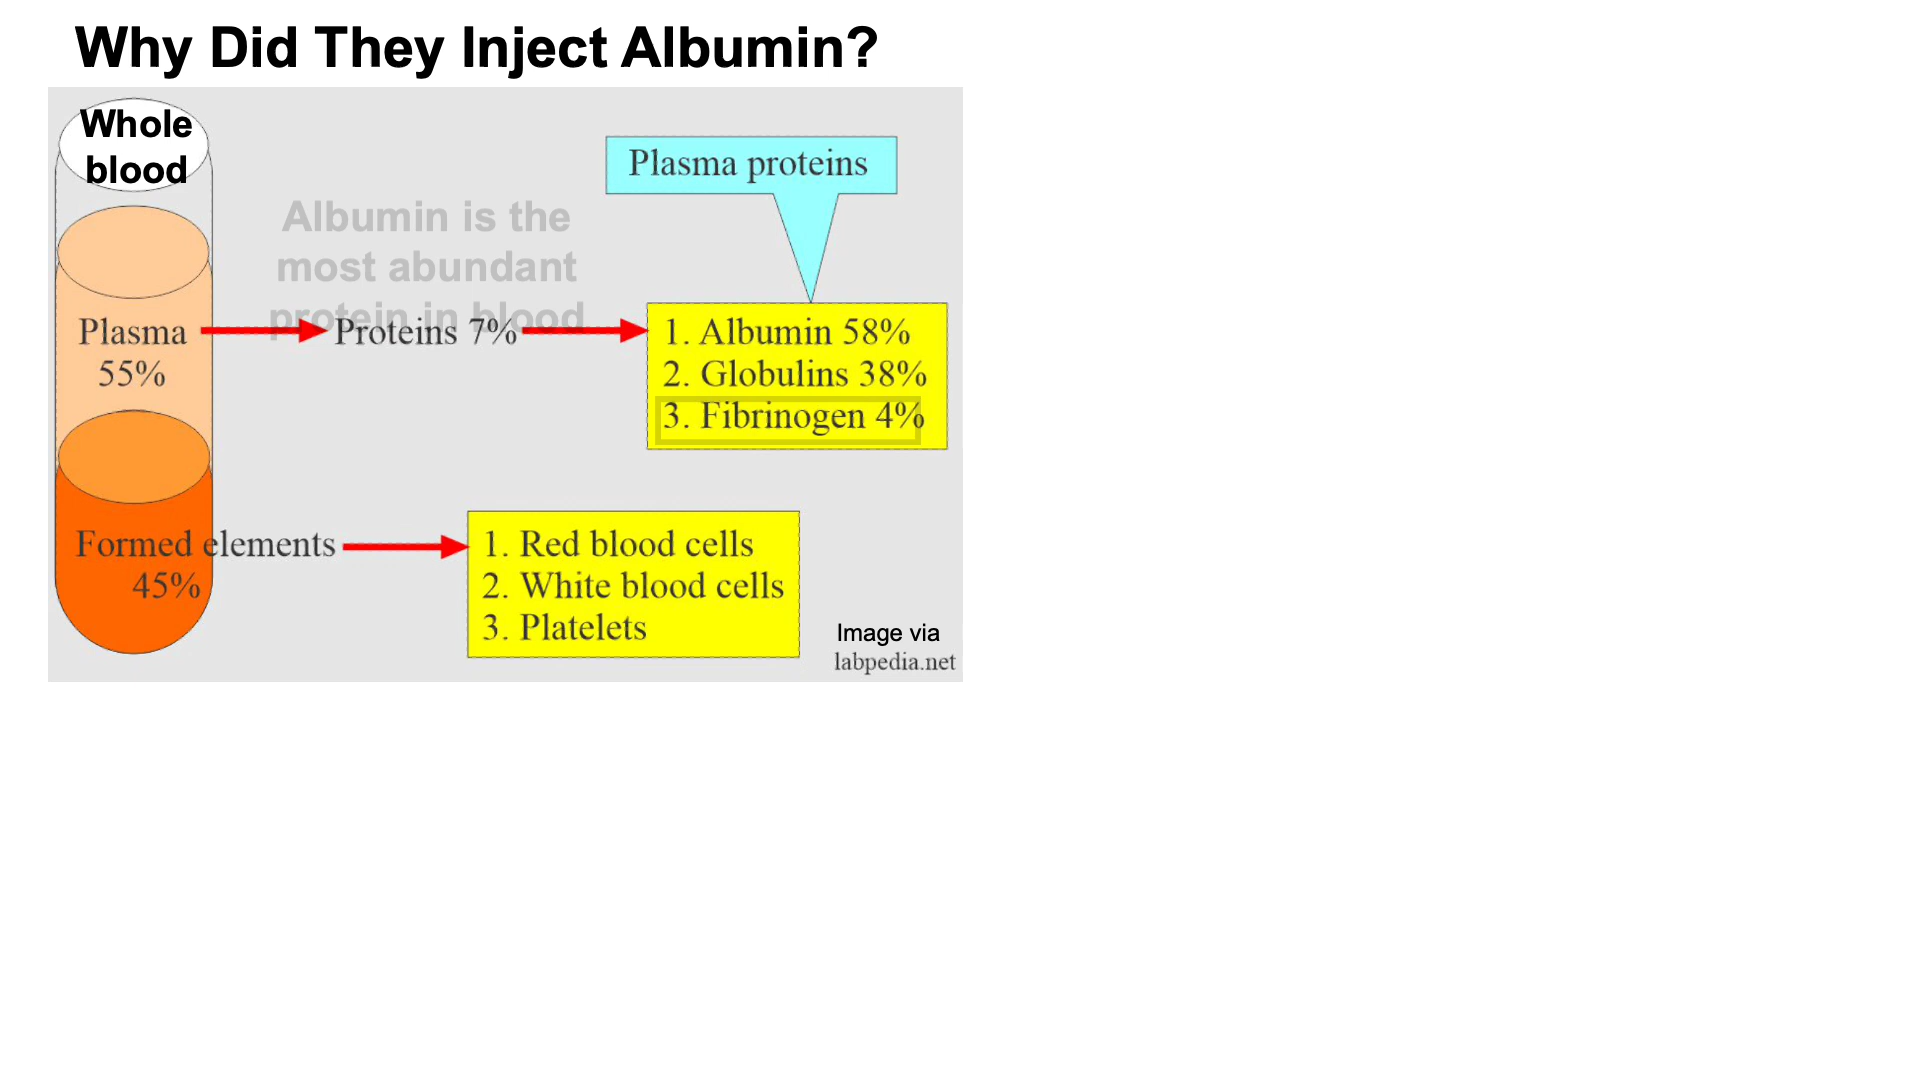 Why Did They Inject Albumin?
Whole
blood
Plasma proteins
Albumin is the
most abundant
protein in blood
Plasma
55%
Proteins 7%
1. Albumin 58%
2. Globulins 38%
3. Fibrinogen 4%
Formed elements
45%
1. Red blood cells
2. White blood cells
3. Platelets
Image via
labpedia.net